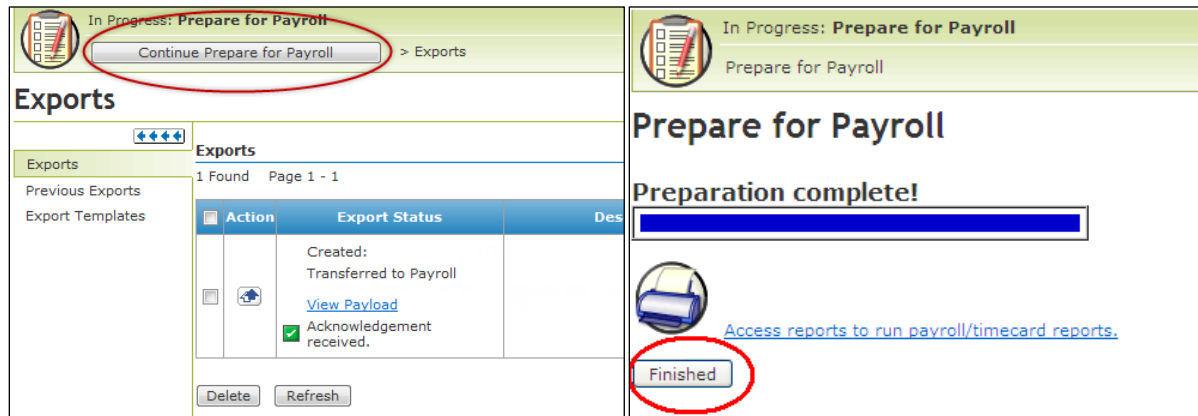 In Progress: Prepare for Payroll
Continue Prepare for Payroll > Exports
Exports
Exports
Previous Exports
Export Templates
Exports
1 Found Page 1 - 1
Action Export Status Des
Created:
Transferred to Payroll
View Payload
Acknowledgement
received.
Delete Refresh
In Progress: Prepare for Payroll
Prepare for Payroll
Prepare for Payroll
Preparation complete!
Access reports to run payroll/timecard reports.
Finished